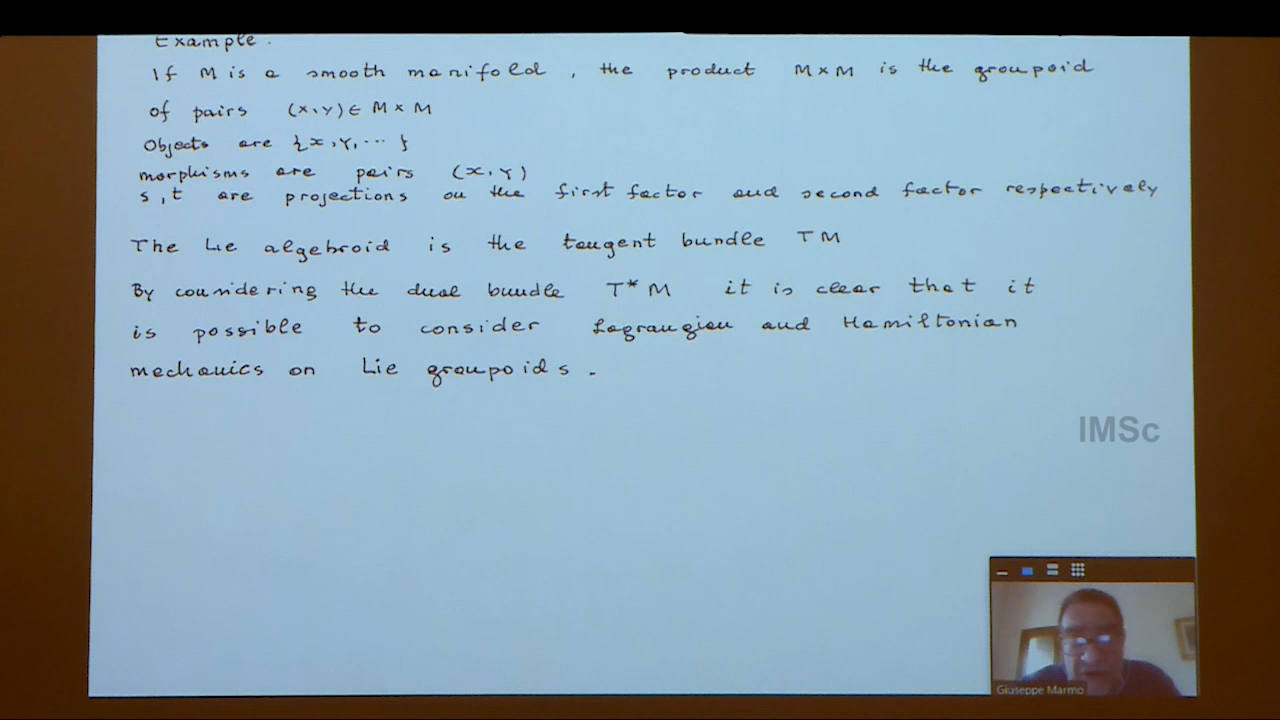 Example.
If M is a smooth manifold, the product M×M is the groupoid
of pairs (x,y)∈ M×M
Objects are {x,y,...}
morphisms are pairs (x,y)
s,t are projections on the first factor and second factor respectively
The Lie algebroid is the tangent bundle TM
By considering the dual bundle T*M it is clear that it
is possible to consider Lagrangian and Hamiltonian
mechanics on Lie groupoids.
IMSc
Giuseppe Marmo